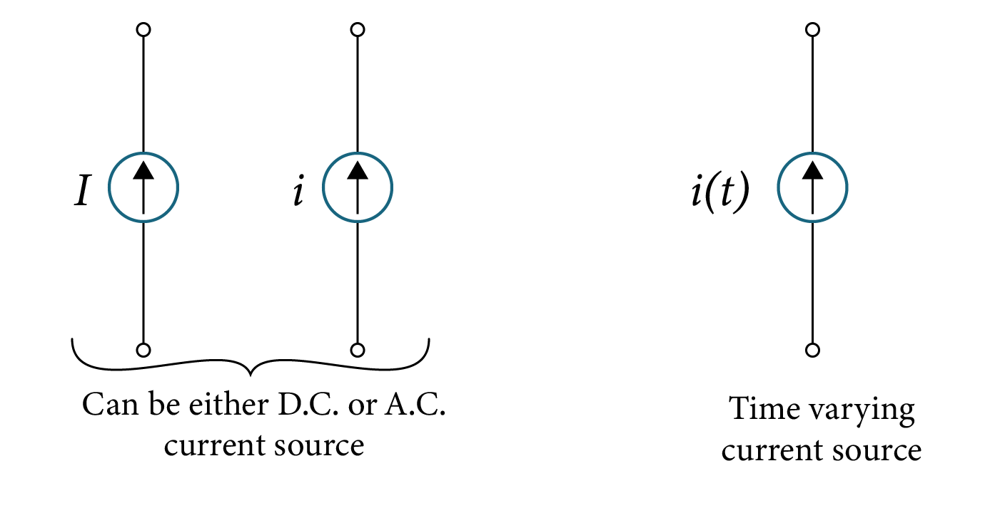 I
i
i(t)
Can be either D.C. or A.C.
current source
Time varying
current source